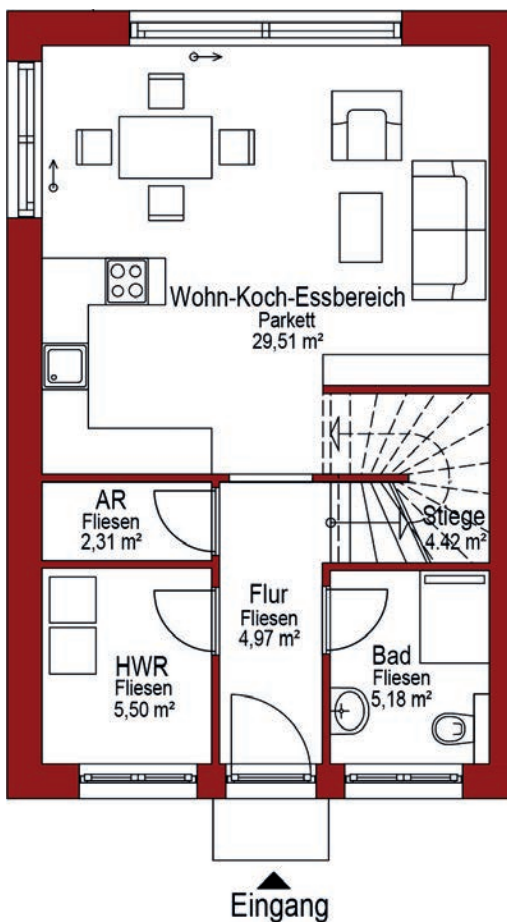 Wohn-Koch-Essbereich
Parkett
29,51 m²
AR
Fliesen
2,31 m²
Stiege
4.42 m²
Flur
Fliesen
4,97 m²
HWR
Fliesen
5,50 m²
Bad
Fliesen
5,18 m²
Eingang